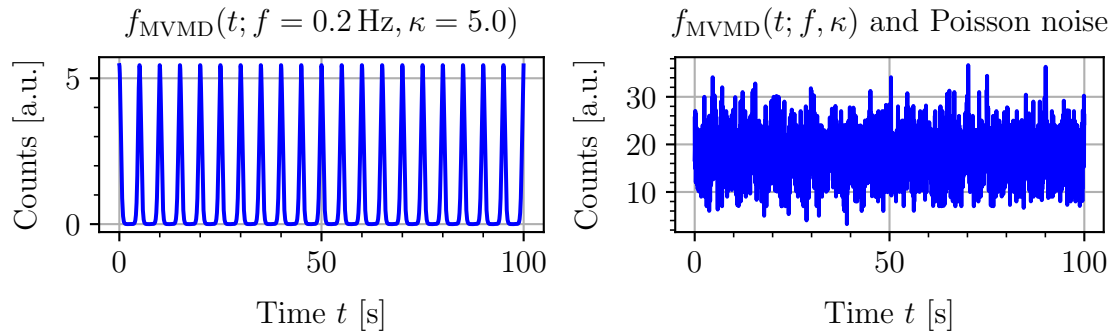 f_MVMD(t; f = 0.2 Hz, κ = 5.0)
Counts [a.u.]
5
0
0
50
100
Time t [s]
f_MVMD(t; f, κ) and Poisson noise
Counts [a.u.]
30
20
10
0
50
100
Time t [s]